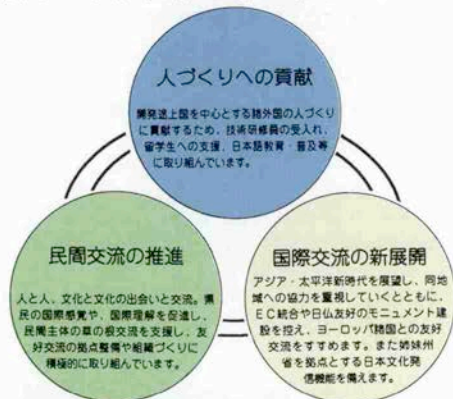 人づくりへの貢献
開発途上国を中心とする諸外国の人づくり
に貢献するため、技術研修員の受入れ、
留学生への支援、日本語教育・普及等
に取り組んでいます。
民間交流の推進
人と人、文化と文化の出会いと交流。県
民の国際感覚や、国際理解を促進し、
民間主体の草の根交流を支援し、友
好交流の拠点整備や組織づくりに
積極的に取り組んでいます。
国際交流の新展開
アジア・太平洋新時代を展望し、同地
域への協力を重視していくとともに、
EC統合や日仏友好のモニュメント建
設を控え、ヨーロッパ諸国との友好
交流をすすめます。また姉妹州
省を拠点とする日本文化発
信機能を備えます。